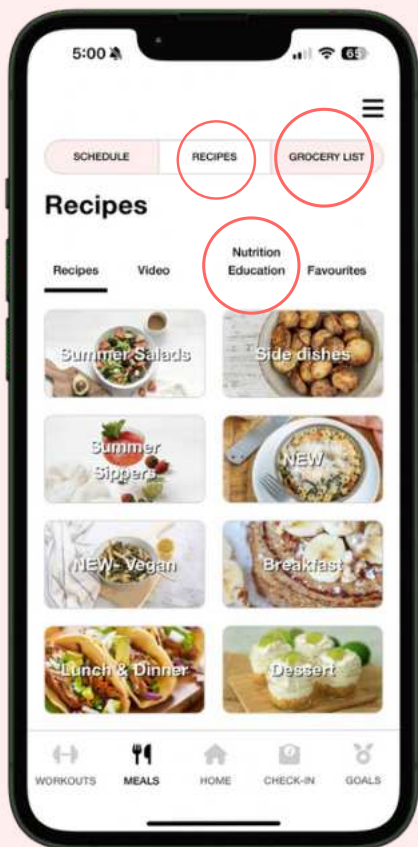 5:00
65
SCHEDULE
RECIPES
GROCERY LIST
Recipes
Recipes
Video
Nutrition
Education
Favourites
Summer Salads
Side dishes
Summer
Sippers
NEW
NEW- Vegan
Breakfast
Lunch & Dinner
Dessert
WORKOUTS
MEALS
HOME
CHECK-IN
GOALS